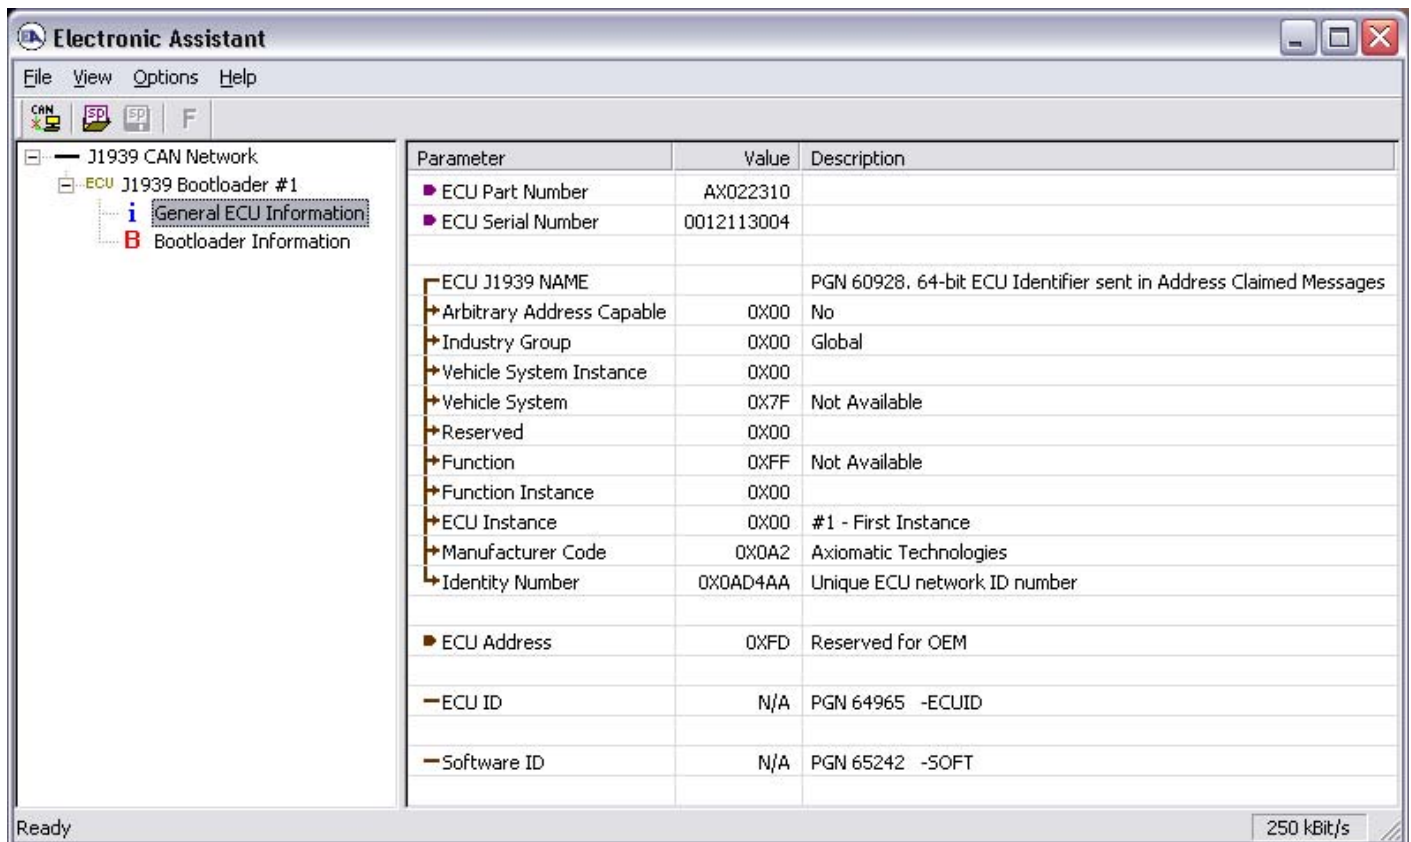 Electronic Assistant
File View Options Help
CAN SP SP F
J1939 CAN Network
ECU J1939 Bootloader #1
i General ECU Information
B Bootloader Information
Parameter Value Description
ECU Part Number AX022310
ECU Serial Number 0012113004
ECU J1939 NAME PGN 60928. 64-bit ECU Identifier sent in Address Claimed Messages
Arbitrary Address Capable 0X00 No
Industry Group 0X00 Global
Vehicle System Instance 0X00
Vehicle System 0X7F Not Available
Reserved 0X00
Function 0XFF Not Available
Function Instance 0X00
ECU Instance 0X00 #1 - First Instance
Manufacturer Code 0X0A2 Axiomatic Technologies
Identity Number 0X0AD4AA Unique ECU network ID number
ECU Address 0XFD Reserved for OEM
ECU ID N/A PGN 64965 -ECUID
Software ID N/A PGN 65242 -SOFT
Ready 250 kBit/s